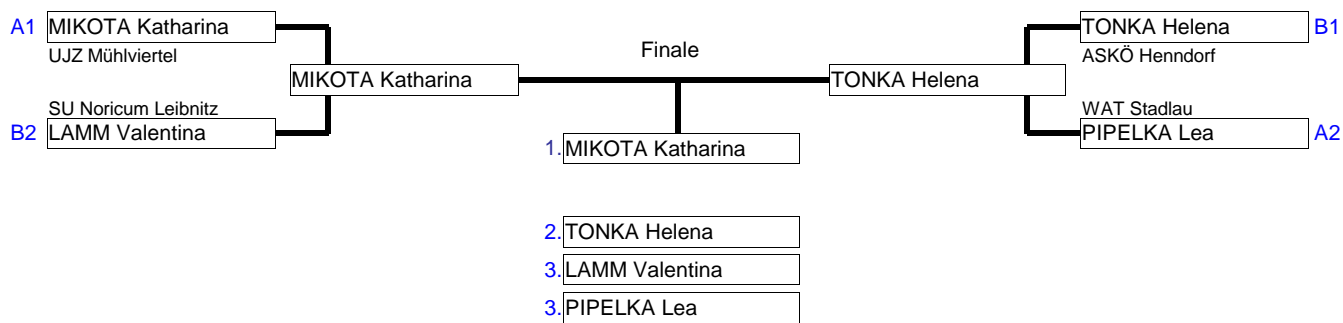 A1 MIKOTA Katharina
UJZ Mühlviertel
SU Noricum Leibnitz
B2 LAMM Valentina
MIKOTA Katharina
Finale
TONKA Helena
TONKA Helena B1
ASKÖ Henndorf
WAT Stadlau
PIPELKA Lea A2
1. MIKOTA Katharina
2. TONKA Helena
3. LAMM Valentina
3. PIPELKA Lea